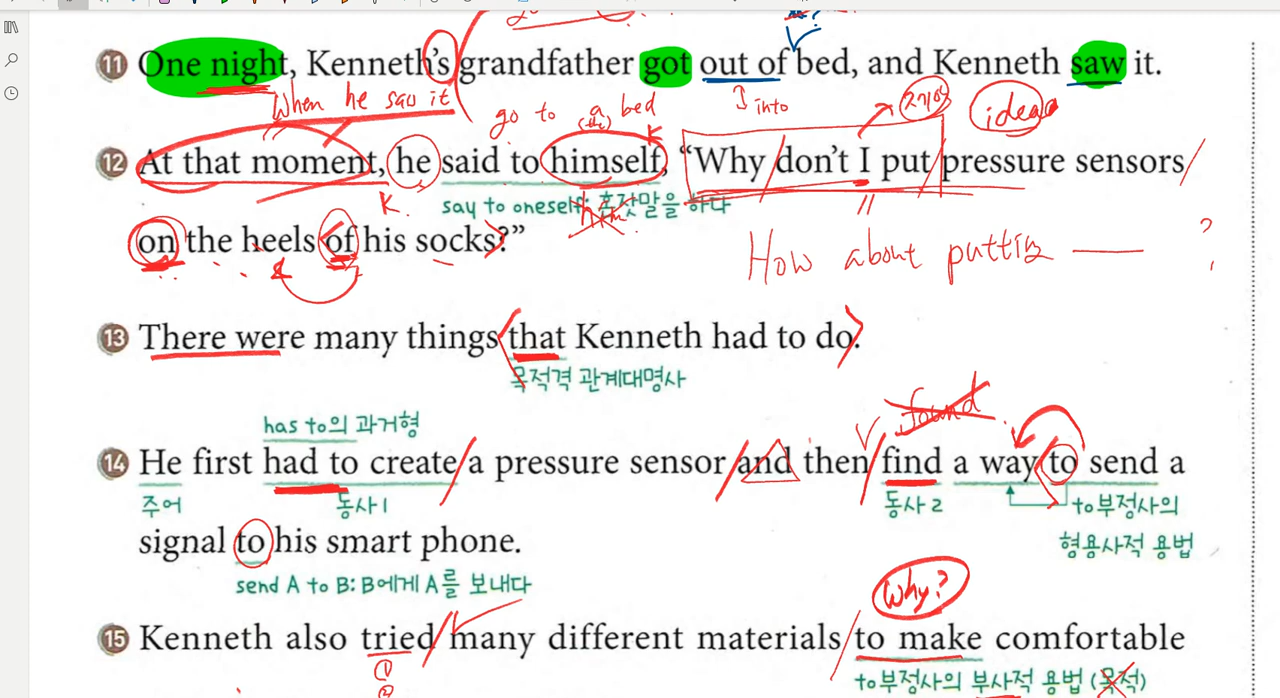 ⑪ One night, Kenneth's grandfather got out of bed, and Kenneth saw it.
When he saw it
go to a bed
(the)
into
idea
K
⑫ At that moment, he said to himself, “Why don't I put pressure sensors
K.
say to oneself: 혼잣말을 하다
him
on the heels of his socks?”
How about putting ?
⑬ There were many things that Kenneth had to do.
목적격 관계대명사
found
has to의 과거형
⑭ He first had to create a pressure sensor and then find a way to send a
주어 동사1 동사2 to부정사의
형용사적 용법
signal to his smart phone.
send A to B: B에게 A를 보내다
Why?
⑮ Kenneth also tried many different materials to make comfortable
①
to부정사의 부사적 용법 (목적)